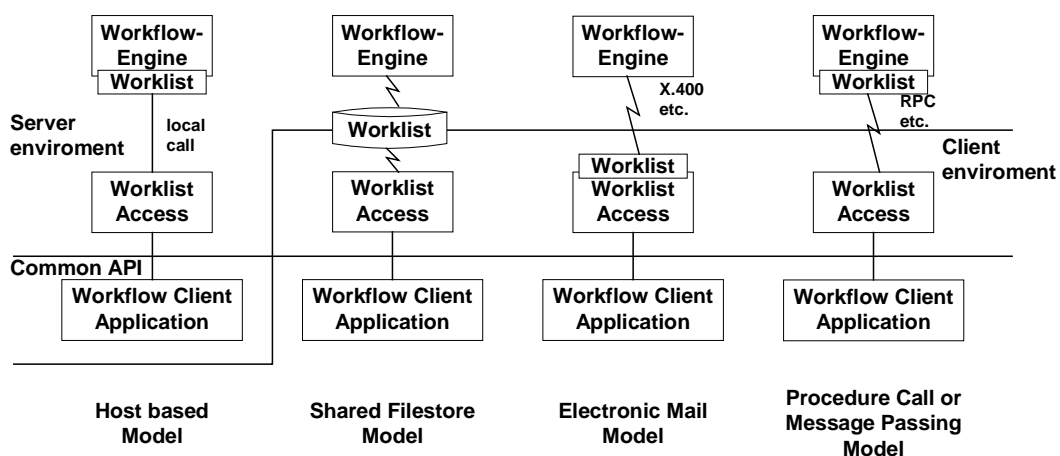 Workflow-
Engine
Worklist
Workflow-
Engine
Workflow-
Engine
Workflow-
Engine
Worklist
X.400
etc.
RPC
etc.
Server
enviroment
local
call
Worklist
Client
enviroment
Worklist
Access
Worklist
Access
Worklist
Worklist
Access
Worklist
Access
Common API
Workflow Client
Application
Workflow Client
Application
Workflow Client
Application
Workflow Client
Application
Host based
Model
Shared Filestore
Model
Electronic Mail
Model
Procedure Call or
Message Passing
Model